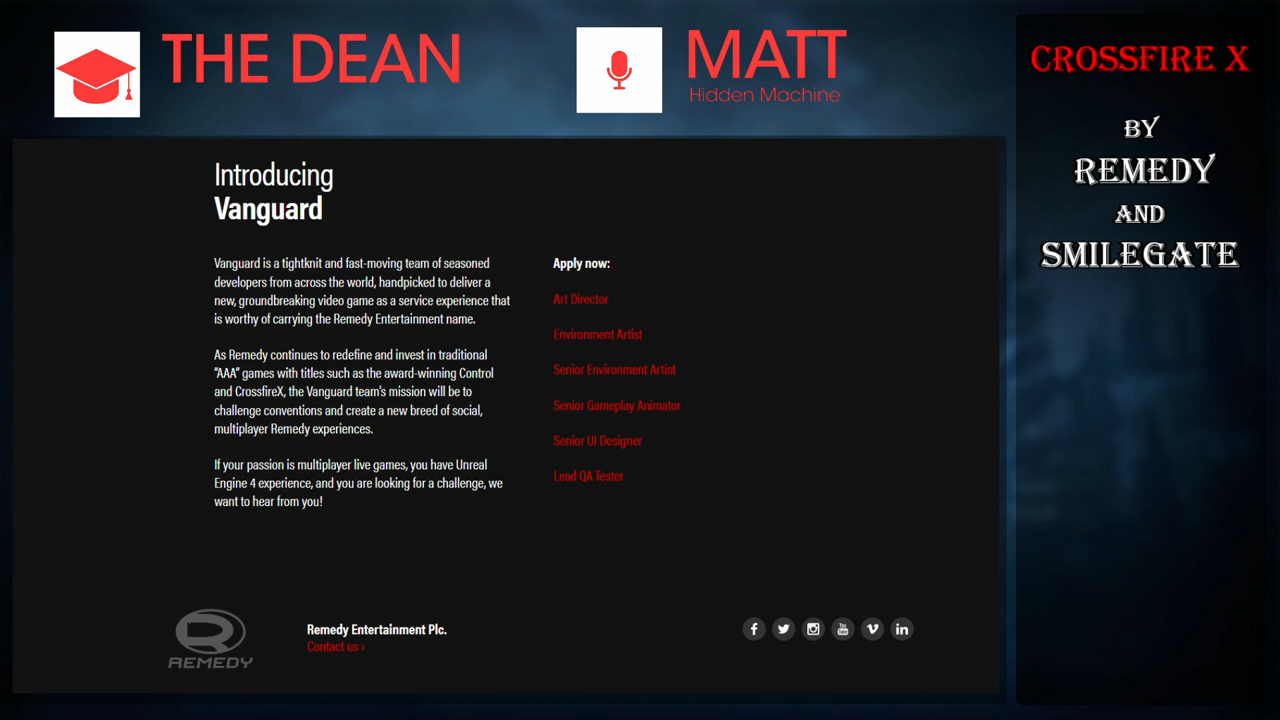 THE DEAN
MATT
Hidden Machine
CROSSFIRE X
BY
REMEDY
AND
SMILEGATE
Introducing
Vanguard
Vanguard is a tightknit and fast-moving team of seasoned
developers from across the world, handpicked to deliver a
new, groundbreaking video game as a service experience that
is worthy of carrying the Remedy Entertainment name.
As Remedy continues to redefine and invest in traditional
"AAA" games with titles such as the award-winning Control
and CrossfireX, the Vanguard team's mission will be to
challenge conventions and create a new breed of social,
multiplayer Remedy experiences.
If your passion is multiplayer live games, you have Unreal
Engine 4 experience, and you are looking for a challenge, we
want to hear from you!
Apply now:
Art Director
Environment Artist
Senior Environment Artist
Senior Gameplay Animator
Senior UI Designer
Lead QA Tester
REMEDY
Remedy Entertainment Plc.
Contact us ›
You Tube